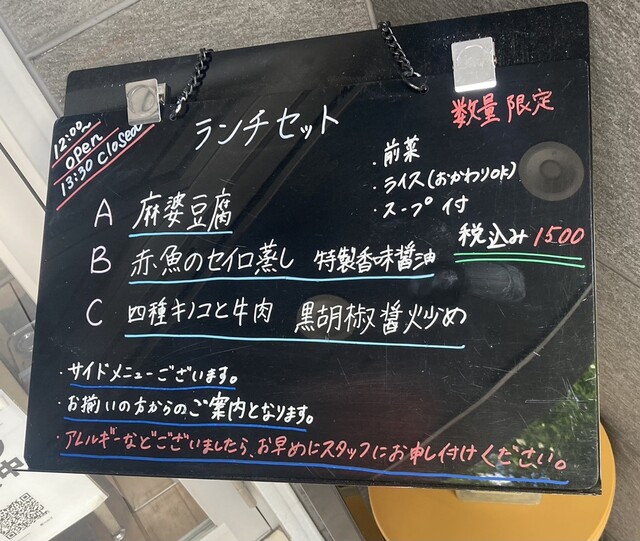 12:00~
open
13:30 closed
ランチセット
数量限定
・前菜
・ライス(おかわりOK)
・スープ付
税込み1500
A 麻婆豆腐
B 赤魚のセイロ蒸し 特製香味醤油
C 四種キノコと牛肉 黒胡椒醬炒め
・サイドメニューございます。
・お揃いの方からのご案内となります。
・アレルギーなどございましたら、お早めにスタッフにお申し付けください。
中